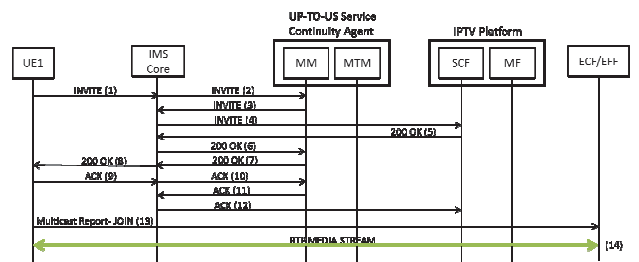 UP-TO-US Service
Continuity Agent
IPTV Platform
UE1
IMS
Core
MM
MTM
SCF
MF
ECF/EFF
INVITE (1)
INVITE (2)
INVITE (3)
INVITE (4)
200 OK (5)
200 OK (6)
200 OK (8)
200 OK (7)
ACK (9)
ACK (10)
ACK (11)
ACK (12)
Multicast Report- JOIN (13)
RTP MEDIA STREAM
(14)